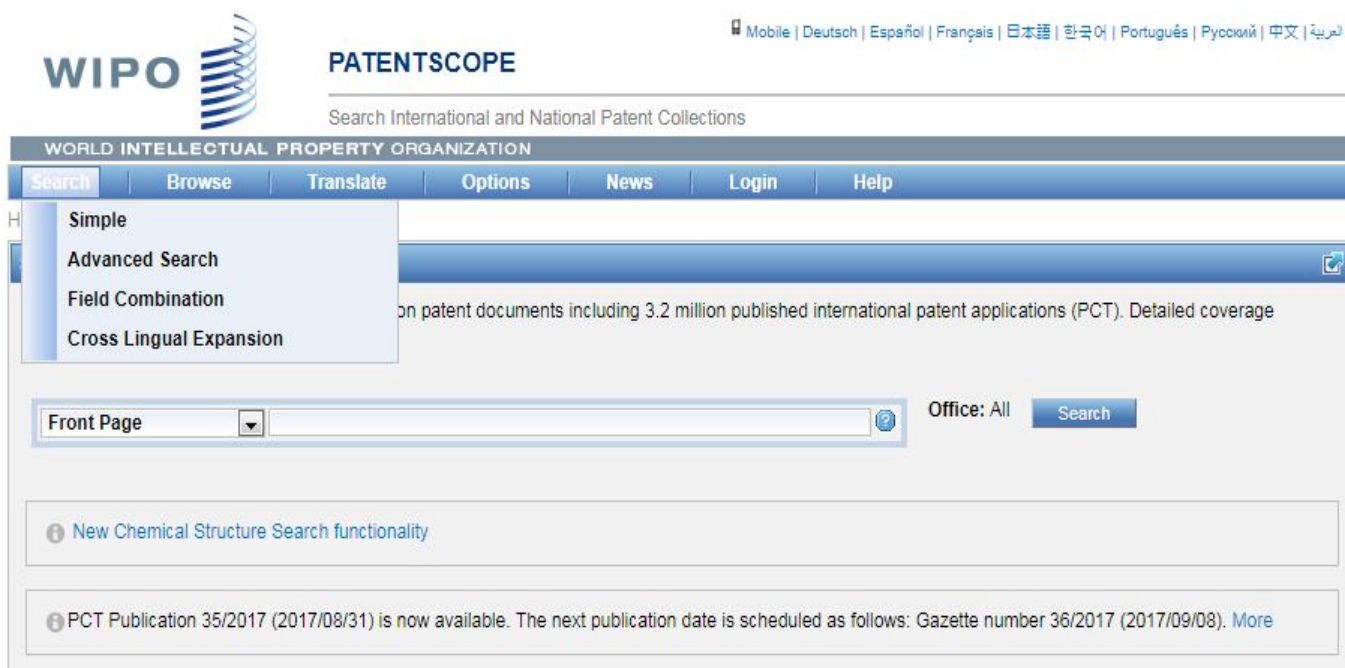 Mobile | Deutsch | Español | Français | 日本語 | 한국어 | Português | Русский | 中文 | العربية
WIPO
PATENTSCOPE
Search International and National Patent Collections
WORLD INTELLECTUAL PROPERTY ORGANIZATION
Search Browse Translate Options News Login Help
H
Simple
Advanced Search
Field Combination
on patent documents including 3.2 million published international patent applications (PCT). Detailed coverage
Cross Lingual Expansion
Front Page
Office: All Search
New Chemical Structure Search functionality
PCT Publication 35/2017 (2017/08/31) is now available. The next publication date is scheduled as follows: Gazette number 36/2017 (2017/09/08). More